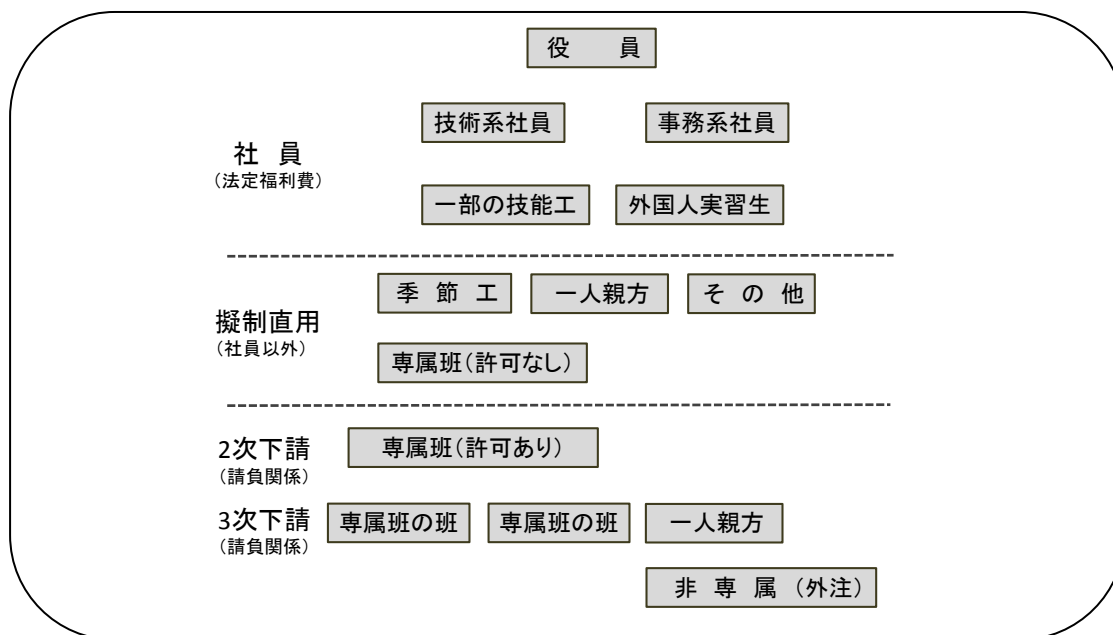 役　　員
技術系社員　事務系社員
社　員
（法定福利費）
一部の技能工　外国人実習生
季　節　工　一人親方　そ　の　他
擬制直用
（社員以外）
専属班（許可なし）
2次下請　専属班（許可あり）
（請負関係）
3次下請　専属班の班　専属班の班　一人親方
（請負関係）
非　専　属　（外注）